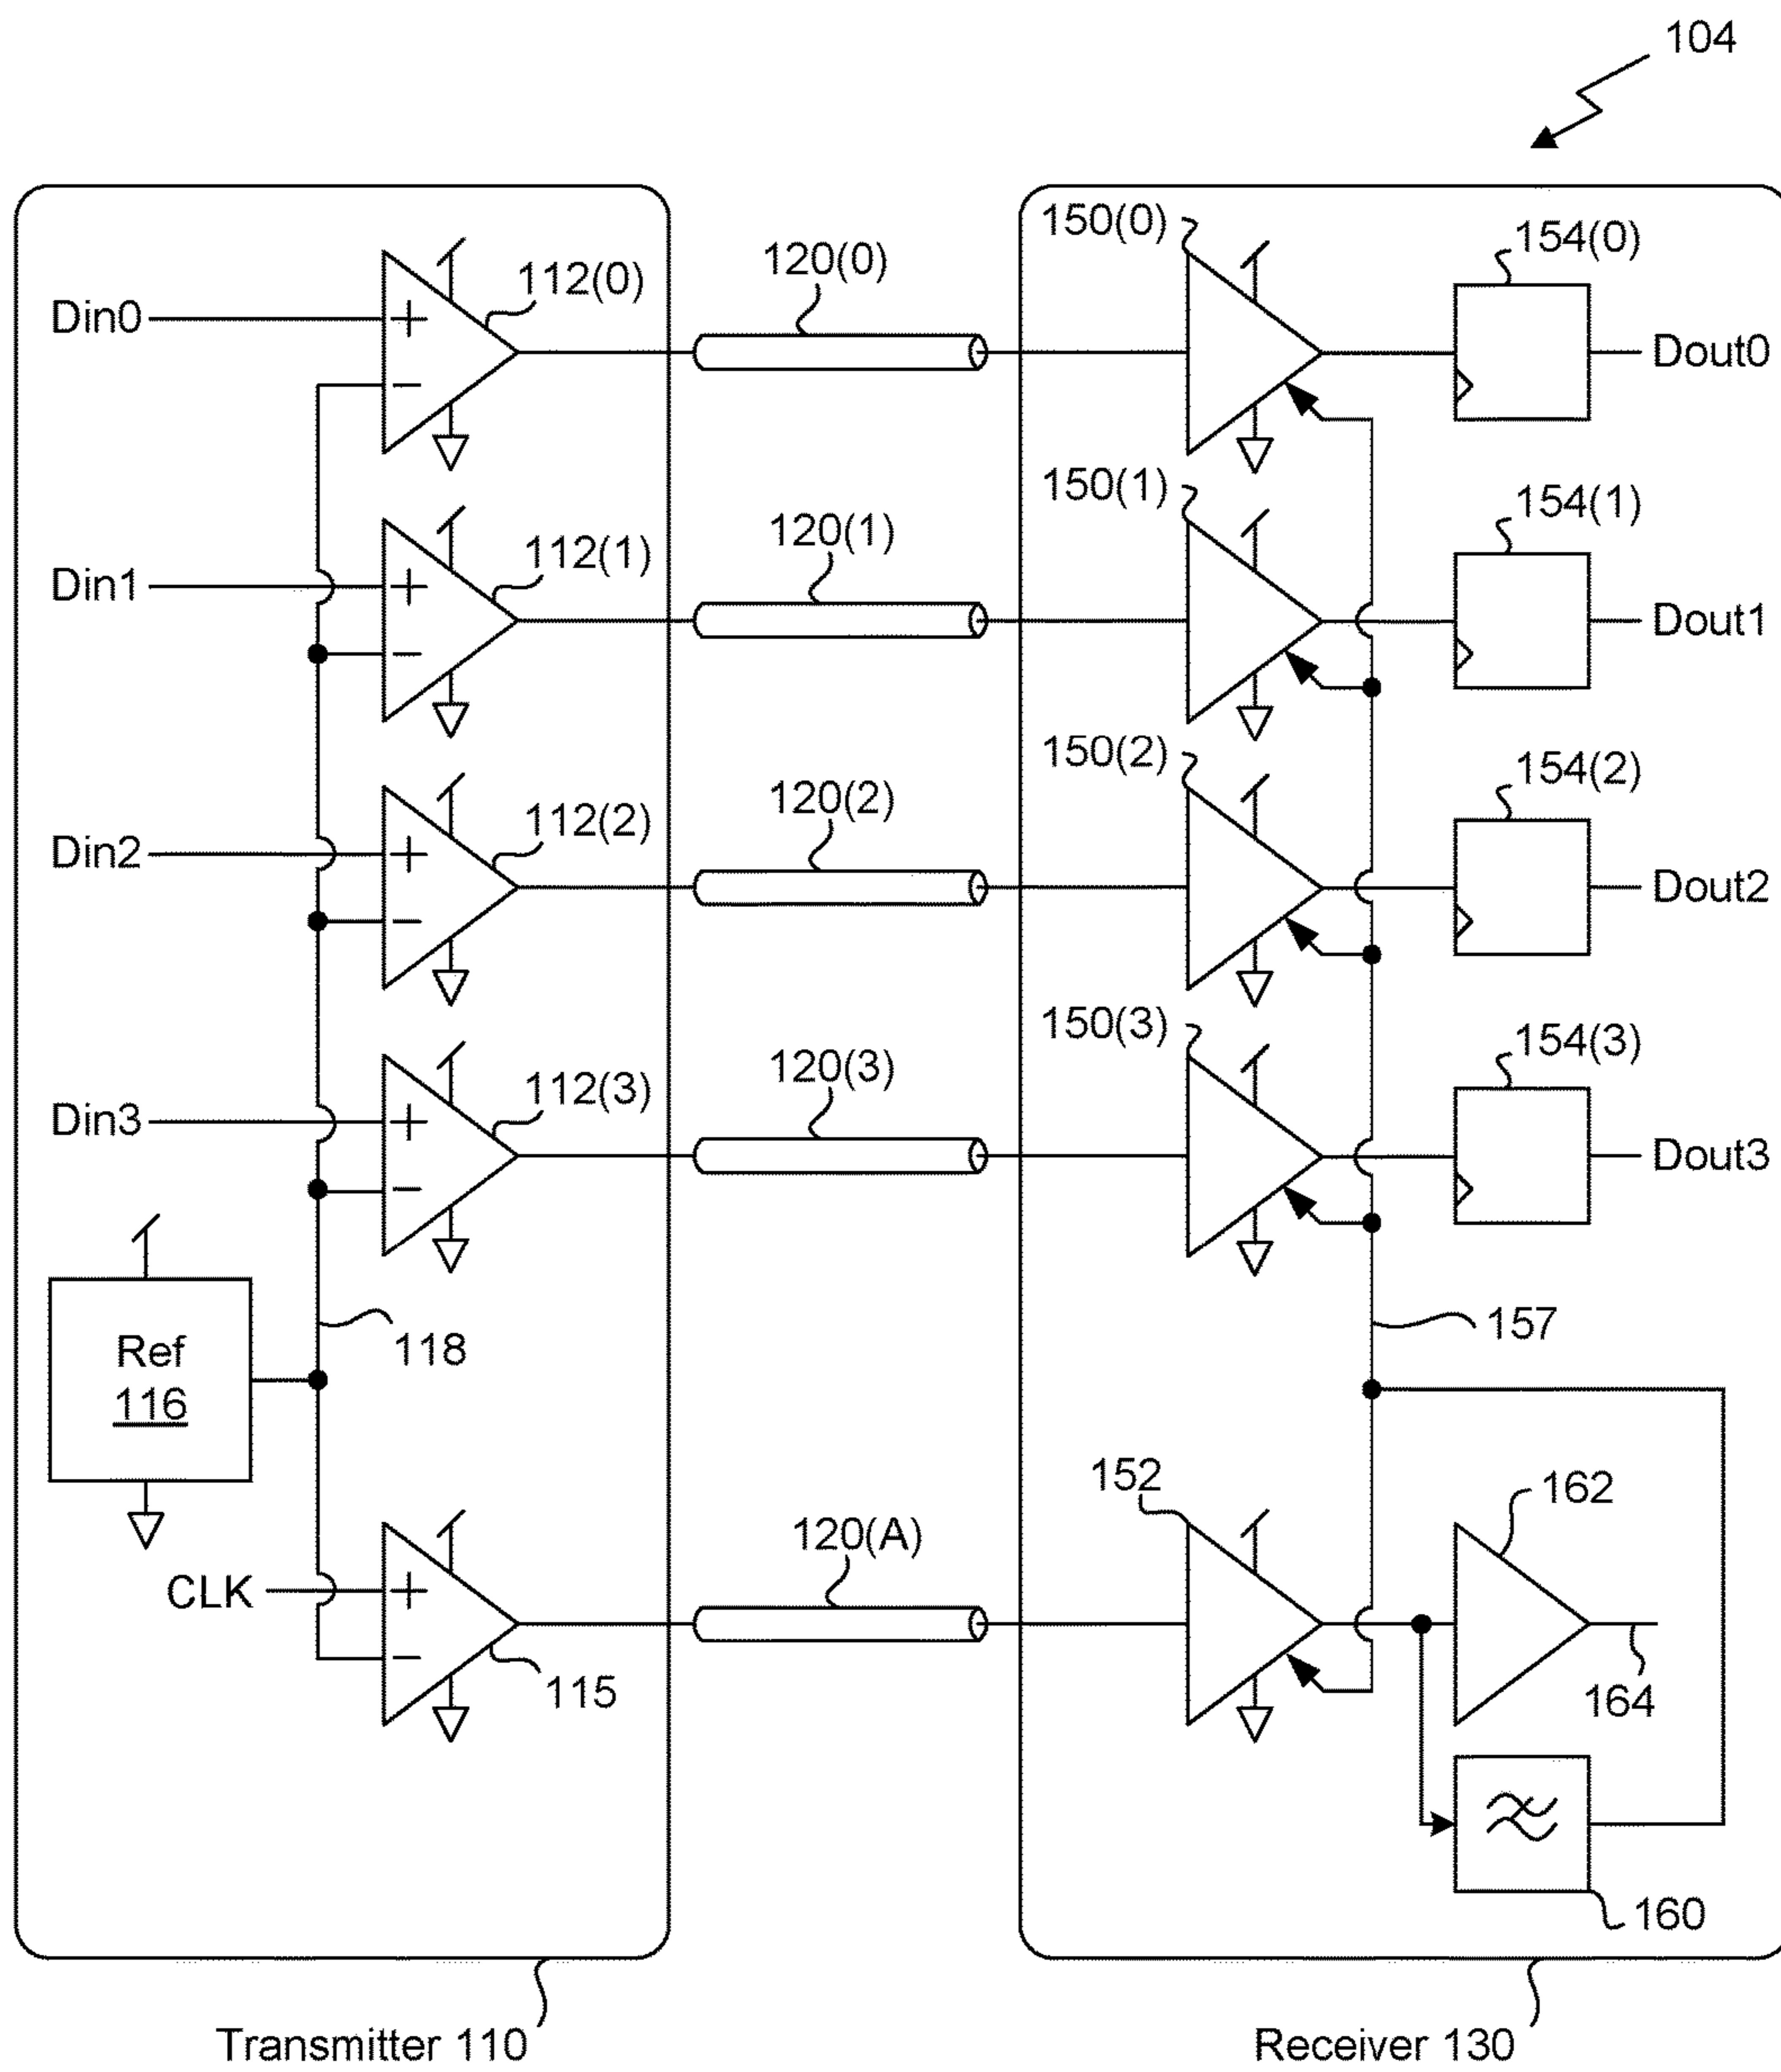 104
150(0)
154(0)
120(0)
112(0)
Din0
+
−
Dout0
150(1)
154(1)
120(1)
112(1)
Din1
+
−
Dout1
150(2)
154(2)
120(2)
112(2)
Din2
+
−
Dout2
150(3)
154(3)
120(3)
112(3)
Din3
+
−
Dout3
Ref
116
118
157
152
162
120(A)
CLK
+
−
115
164
160
Transmitter 110
Receiver 130